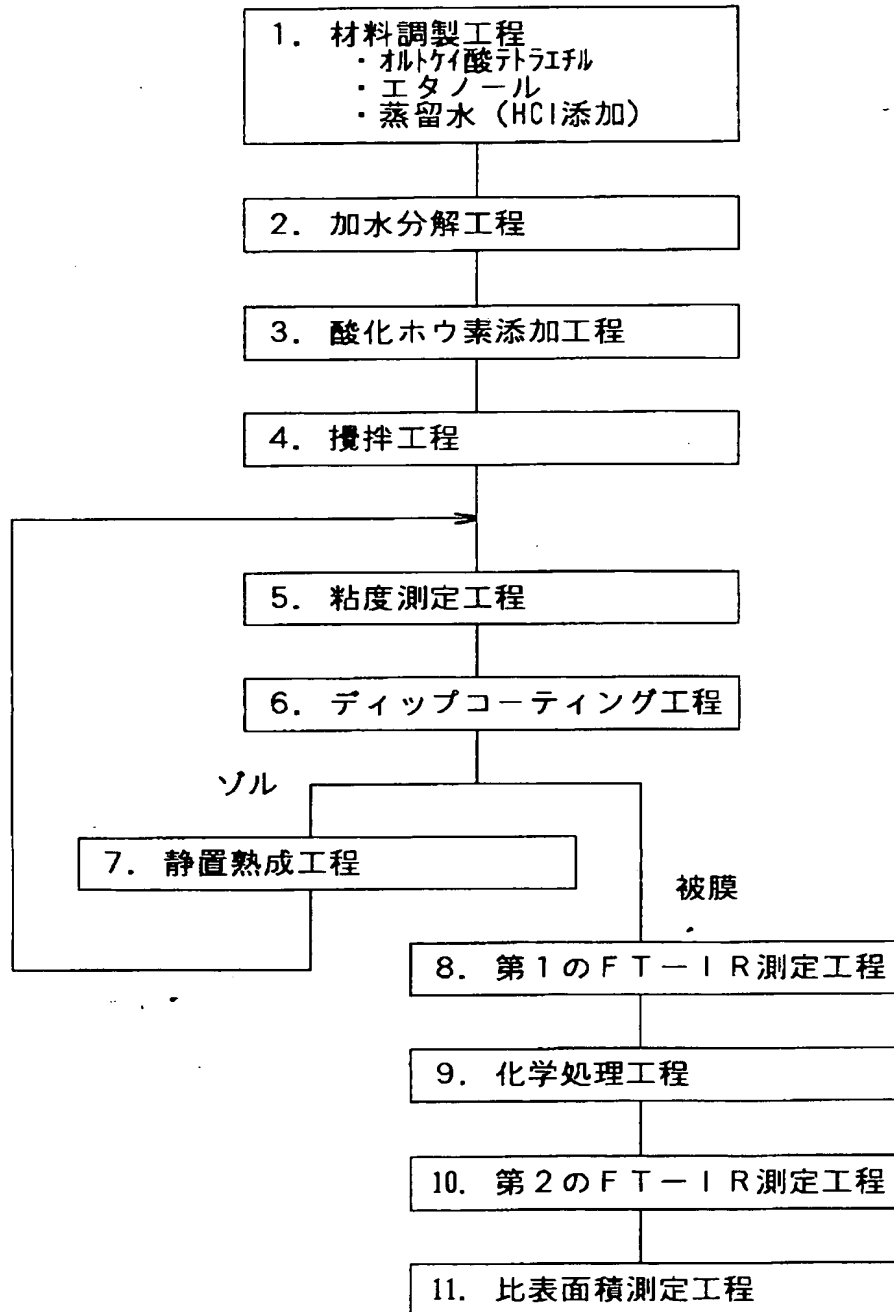 1. 材料調製工程
・オルトケイ酸テトラエチル
・エタノール
・蒸留水（HCl添加）
2. 加水分解工程
3. 酸化ホウ素添加工程
4. 攪拌工程
5. 粘度測定工程
6. ディップコーティング工程
ゾル
7. 静置熟成工程
被膜
8. 第1のＦＴ－ＩＲ測定工程
9. 化学処理工程
10. 第2のＦＴ－ＩＲ測定工程
11. 比表面積測定工程